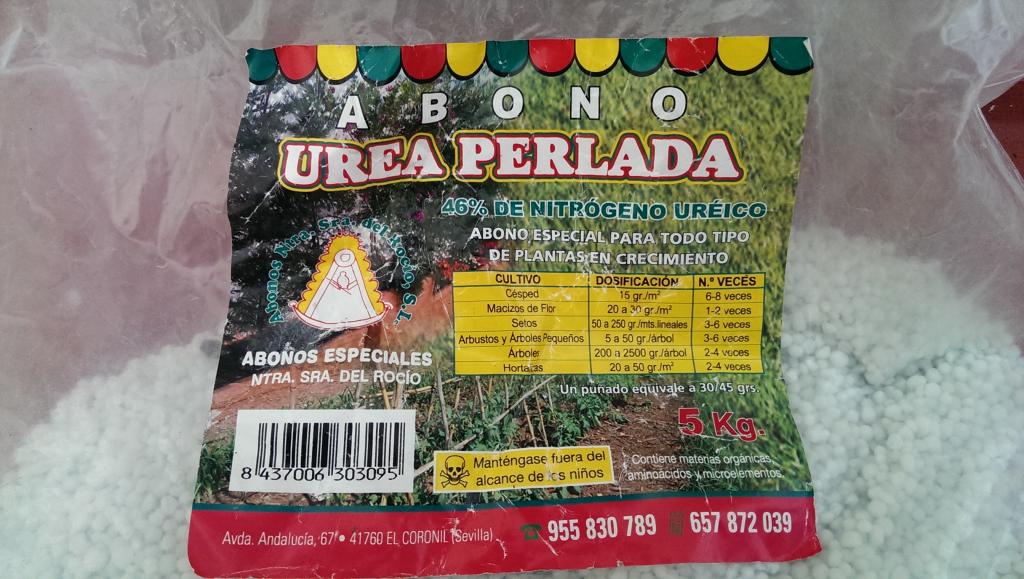 ABONO
UREA PERLADA
46% DE NITRÓGENO URÉICO
ABONO ESPECIAL PARA TODO TIPO
DE PLANTAS EN CRECIMIENTO
Abonos Ntra. Sra. del Rocío, S.L.
ABONOS ESPECIALES
NTRA. SRA. DEL ROCÍO
CULTIVO DOSIFICACIÓN N.º VECES
Césped 15 gr./m² 6-8 veces
Macizos de Flor 20 a 30 gr./m² 1-2 veces
Setos 50 a 250 gr./mts.lineales 3-6 veces
Arbustos y Árboles Pequeños 5 a 50 gr./árbol 3-6 veces
Árboles 200 a 2500 gr./árbol 2-4 veces
Hortalizas 20 a 50 gr./m² 2-4 veces
Un puñado equivale a 30/45 grs.
5 Kg.
8 437006 303095
Manténgase fuera del
alcance de los niños
Contiene materias orgánicas,
aminoácidos y microelementos
Avda. Andalucía, 67 • 41760 EL CORONIL (Sevilla) 955 830 789 657 872 039